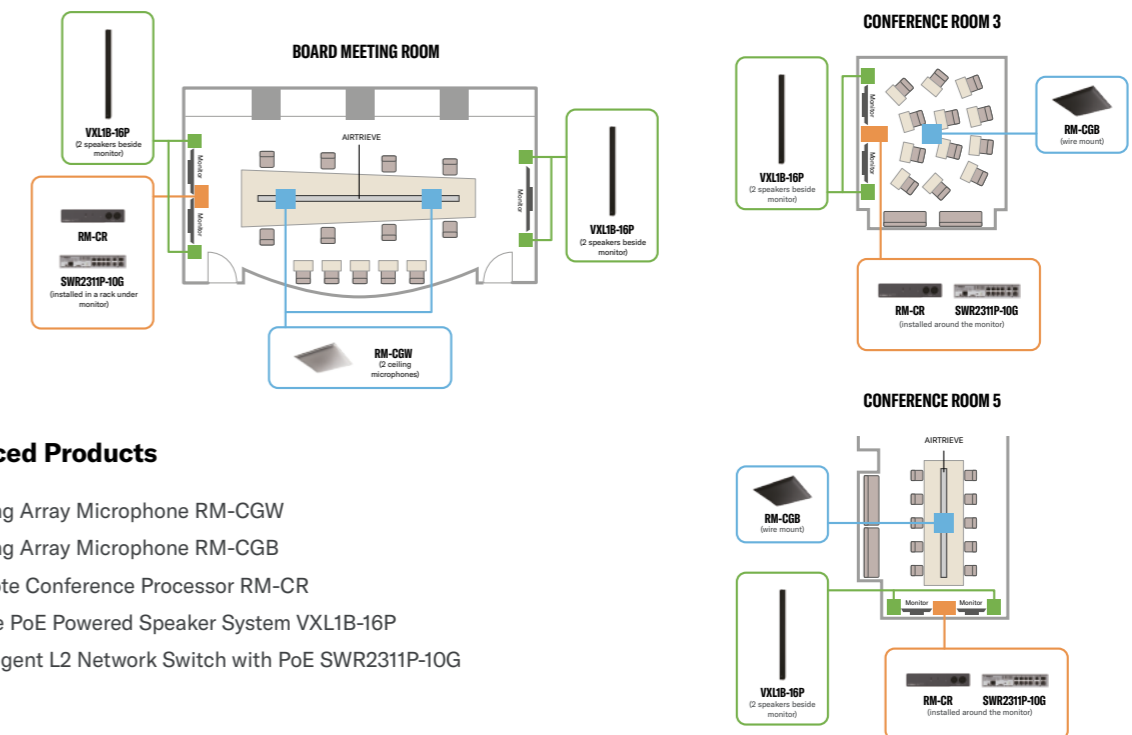 BOARD MEETING ROOM
VXL1B-16P
(2 speakers beside
monitor)
RM-CR
SWR2311P-10G
(installed in a rack under
monitor)
Monitor
Monitor
AIRTRIEVE
Monitor
VXL1B-16P
(2 speakers beside
monitor)
RM-CGW
(2 ceiling
microphones)
CONFERENCE ROOM 3
VXL1B-16P
(2 speakers beside
monitor)
Monitor
Monitor
RM-CGB
(wire mount)
RM-CR SWR2311P-10G
(installed around the monitor)
CONFERENCE ROOM 5
AIRTRIEVE
RM-CGB
(wire mount)
Monitor Monitor
VXL1B-16P
(2 speakers beside
monitor)
RM-CR SWR2311P-10G
(installed around the monitor)
ced Products
ng Array Microphone RM-CGW
ng Array Microphone RM-CGB
ote Conference Processor RM-CR
e PoE Powered Speaker System VXL1B-16P
igent L2 Network Switch with PoE SWR2311P-10G